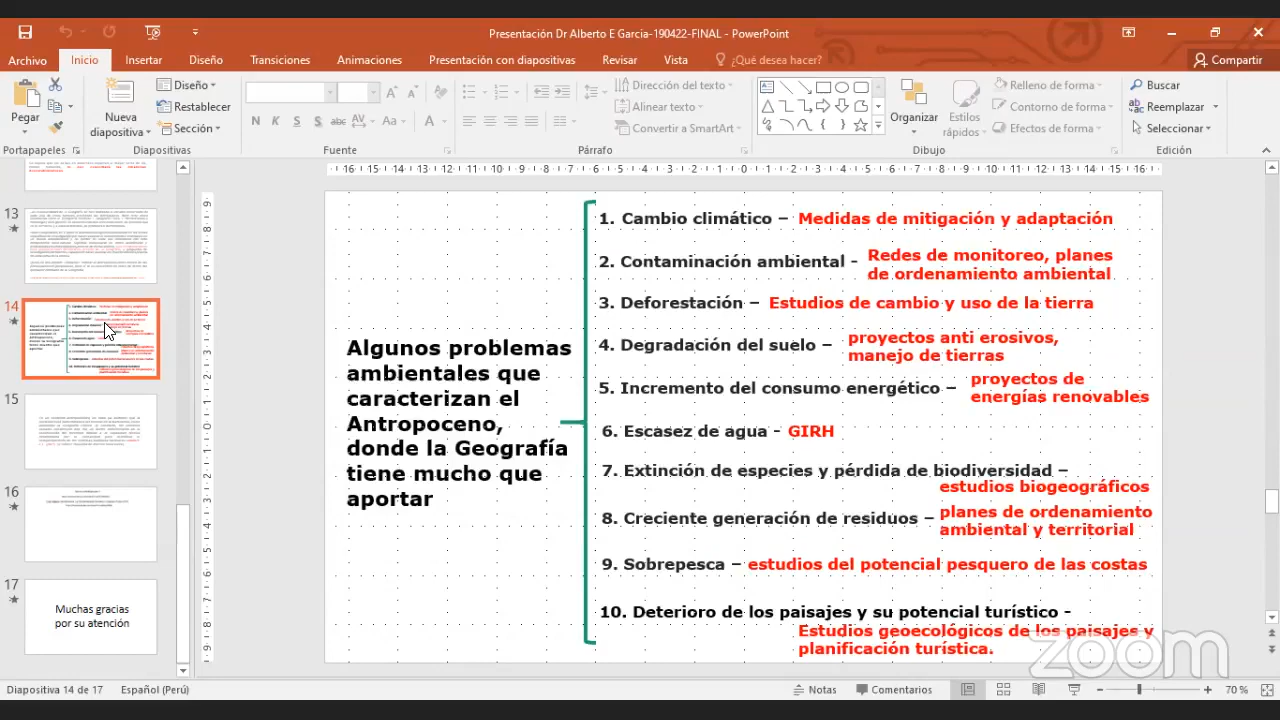 Presentación Dr Alberto E Garcia-190422-FINAL - PowerPoint
Archivo
Inicio
Insertar
Diseño
Transiciones
Animaciones
Presentación con diapositivas
Revisar
Vista
¿Qué desea hacer?
Compartir
Pegar
Nueva
diapositiva
Diseño
Restablecer
Sección
N K S S abc AV Aa A
Dirección del texto
Alinear texto
Convertir a SmartArt
Organizar
Estilos
rápidos
Relleno de forma
Contorno de forma
Efectos de forma
Buscar
Reemplazar
Seleccionar
Portapapeles
Diapositivas
Fuente
Párrafo
Dibujo
Edición
13
14
15
16
17
Muchas gracias
por su atención
Algunos problemas
ambientales que
caracterizan el
Antropoceno,
donde la Geografía
tiene mucho que
aportar
1. Cambio climático – Medidas de mitigación y adaptación
2. Contaminación ambiental - Redes de monitoreo, planes
de ordenamiento ambiental
3. Deforestación – Estudios de cambio y uso de la tierra
4. Degradación del suelo – proyectos anti erosivos,
manejo de tierras
5. Incremento del consumo energético – proyectos de
energías renovables
6. Escasez de agua - GIRH
7. Extinción de especies y pérdida de biodiversidad –
estudios biogeográficos
8. Creciente generación de residuos – planes de ordenamiento
ambiental y territorial
9. Sobrepesca – estudios del potencial pesquero de las costas
10. Deterioro de los paisajes y su potencial turístico -
Estudios geoecológicos de los paisajes y
planificación turística.
zoom
Diapositiva 14 de 17
Español (Perú)
Notas
Comentarios
70 %